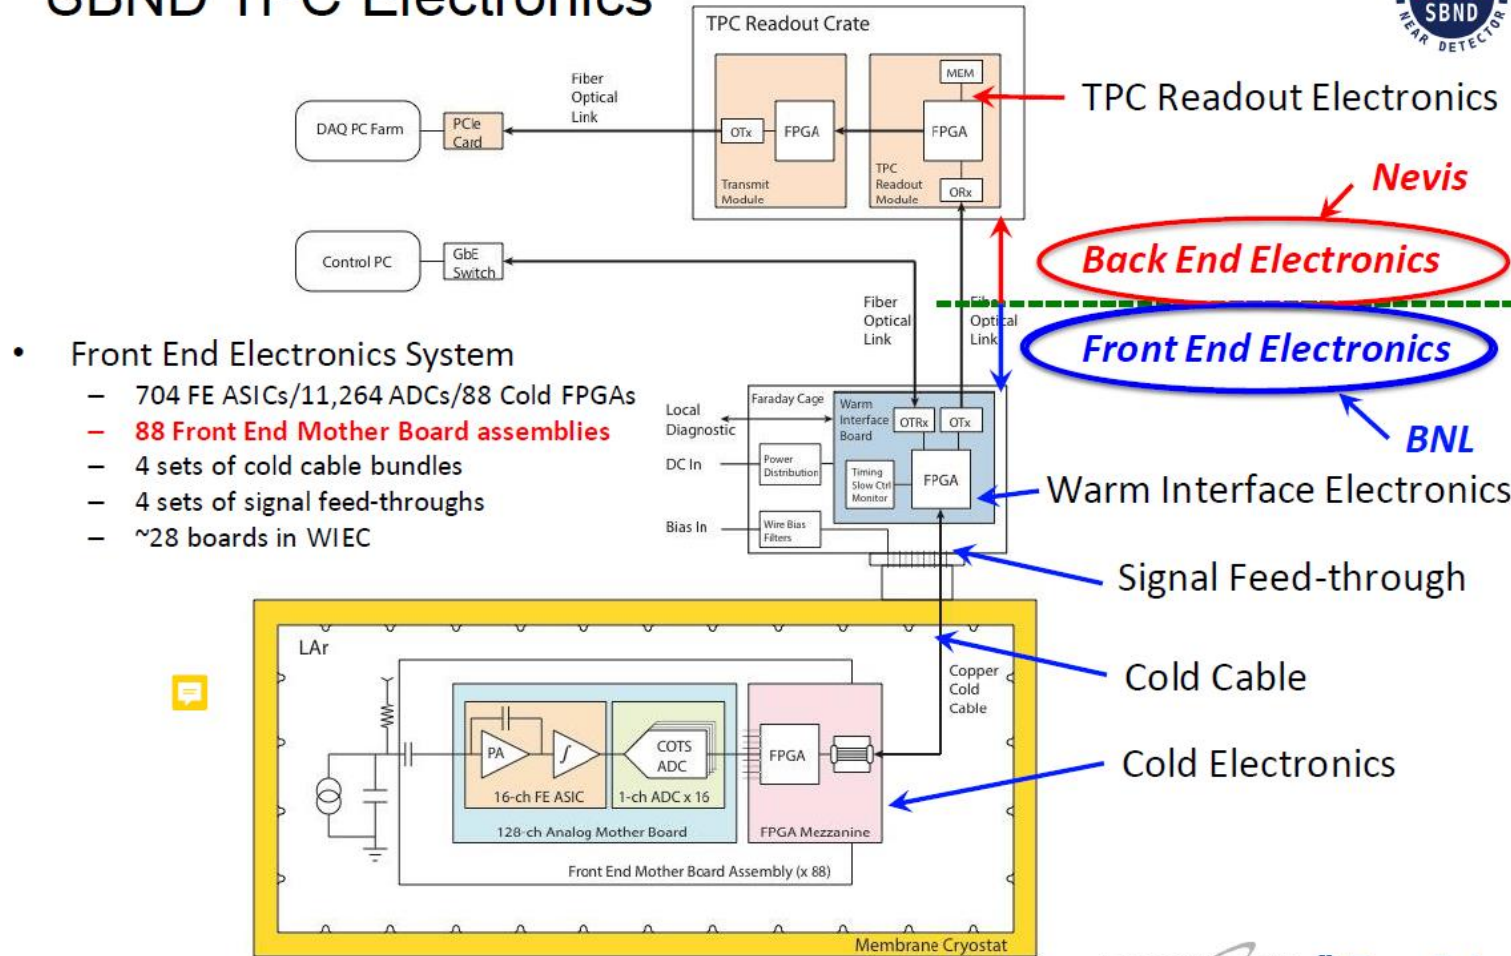 SBND TPC Electronics
SBND
NEAR DETECTOR
TPC Readout Crate
MEM
TPC Readout Electronics
Fiber
Optical
Link
DAQ PC Farm
PCIe
Card
OTx
FPGA
FPGA
Transmit
Module
TPC
Readout
Module
ORx
Nevis
Back End Electronics
Control PC
GbE
Switch
Fiber
Optical
Link
Fiber
Optical
Link
Front End Electronics
BNL
• Front End Electronics System
– 704 FE ASICs/11,264 ADCs/88 Cold FPGAs
– 88 Front End Mother Board assemblies
– 4 sets of cold cable bundles
– 4 sets of signal feed-throughs
– ~28 boards in WIEC
Local
Diagnostic
DC In
Bias In
Faraday Cage
Warm
Interface
Board
OTRx
OTx
Power
Distribution
Timing
Slow Ctrl
Monitor
FPGA
Wire Bias
Filters
Warm Interface Electronics
Signal Feed-through
Cold Cable
Cold Electronics
LAr
Copper
Cold
Cable
PA
∫
COTS
ADC
FPGA
16-ch FE ASIC
1-ch ADC x 16
128-ch Analog Mother Board
FPGA Mezzanine
Front End Mother Board Assembly (x 88)
Membrane Cryostat